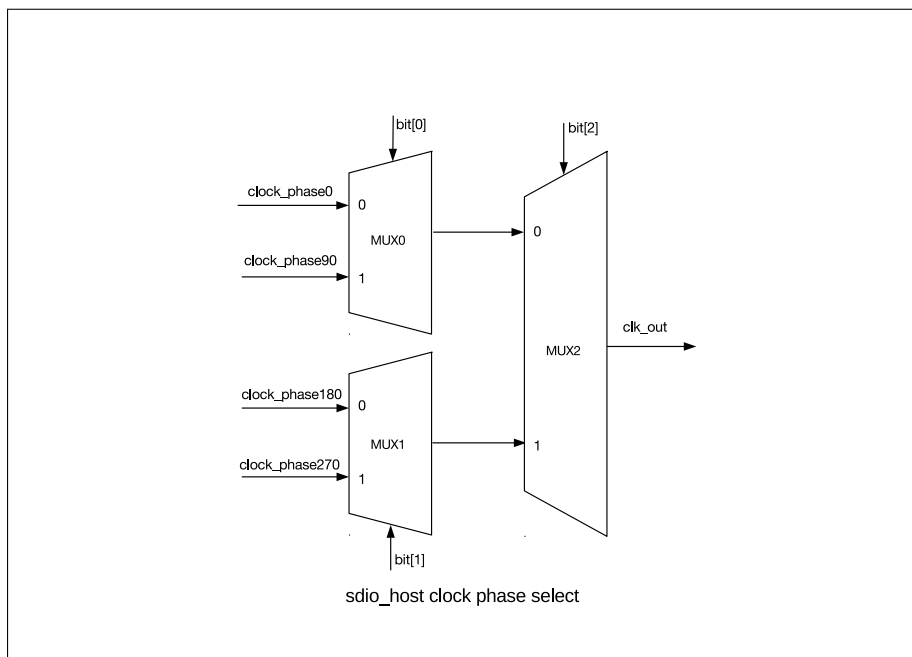 bit[0]
bit[2]
clock_phase0
0
MUX0
0
clock_phase90
1
clk_out
MUX2
clock_phase180
0
MUX1
1
clock_phase270
1
bit[1]
sdio_host clock phase select